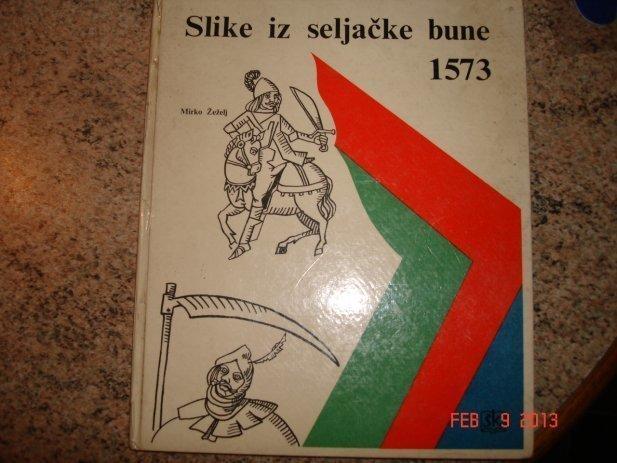 Slike iz seljačke bune
1573
Mirko Žeželj
FEB 9 2013